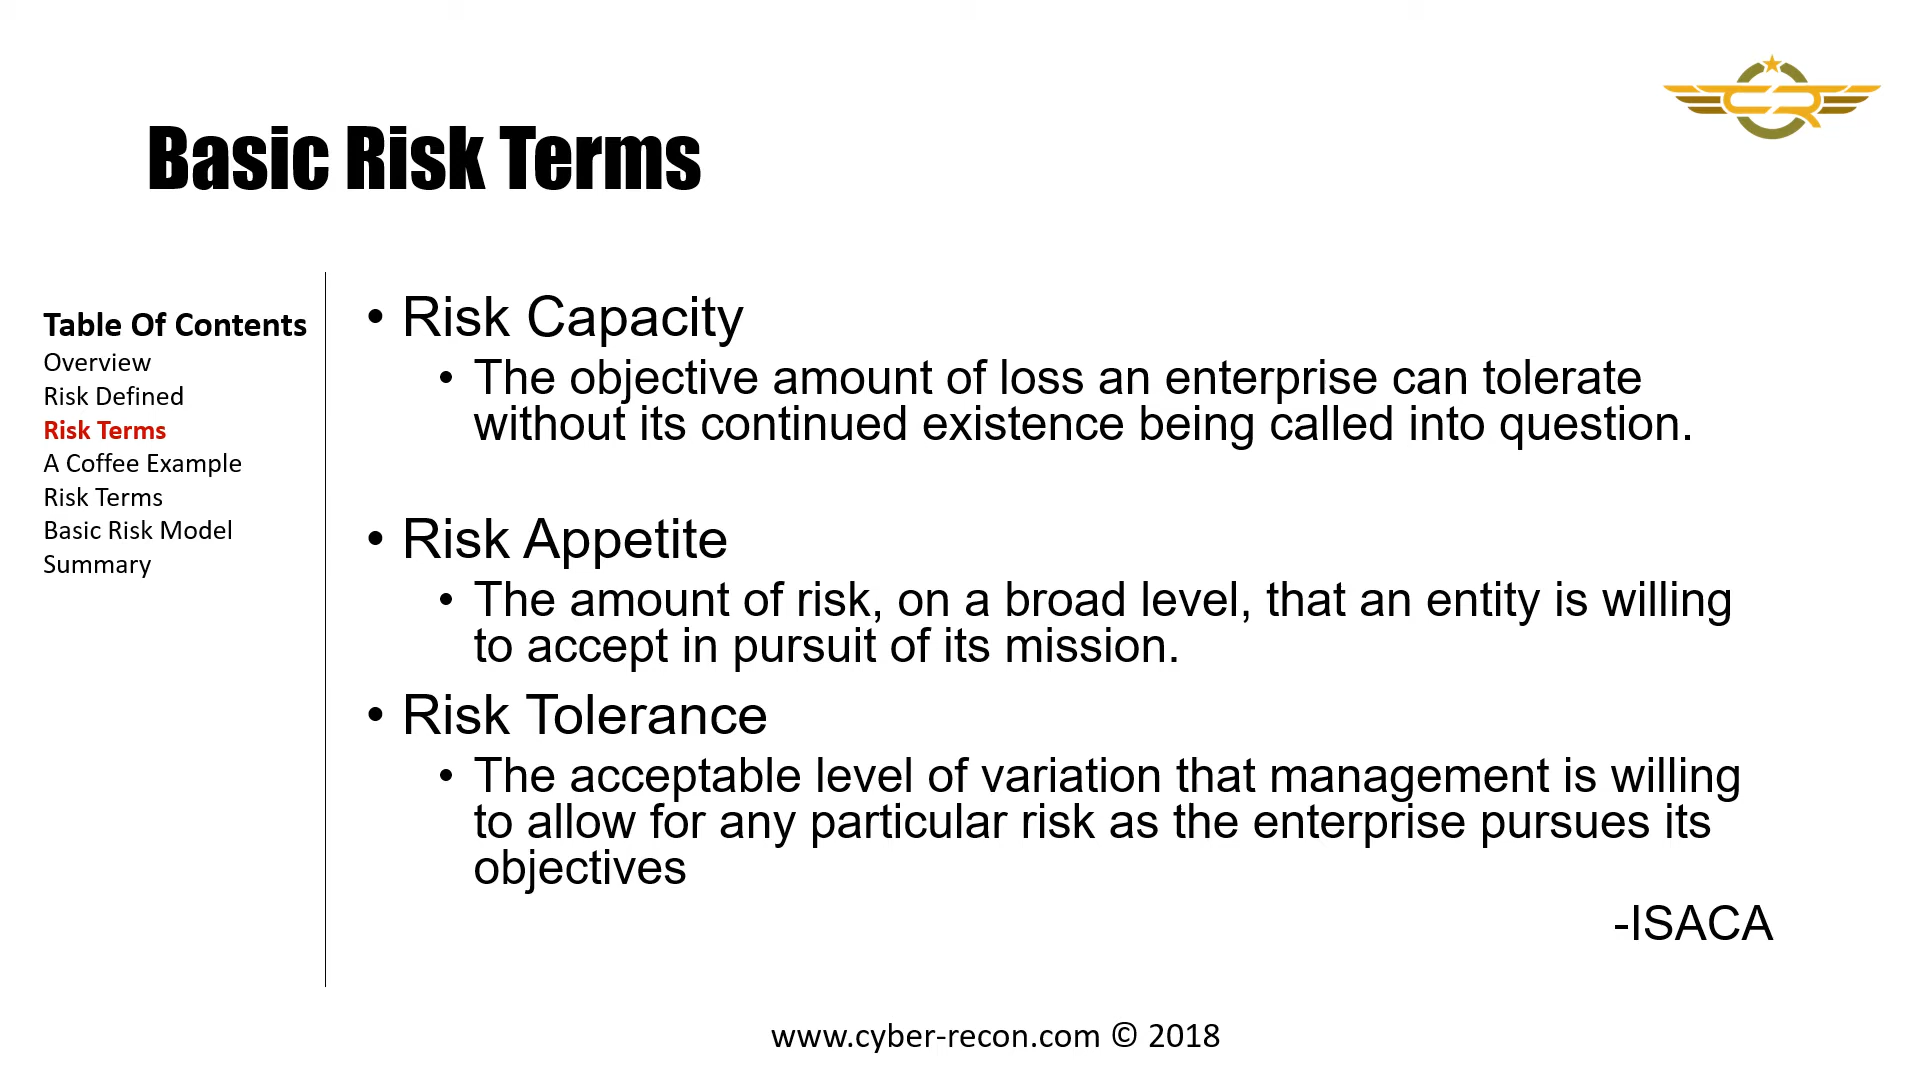 CR
Basic Risk Terms
Table Of Contents
Overview
Risk Defined
Risk Terms
A Coffee Example
Risk Terms
Basic Risk Model
Summary
• Risk Capacity
• The objective amount of loss an enterprise can tolerate
without its continued existence being called into question.
• Risk Appetite
• The amount of risk, on a broad level, that an entity is willing
to accept in pursuit of its mission.
• Risk Tolerance
• The acceptable level of variation that management is willing
to allow for any particular risk as the enterprise pursues its
objectives
-ISACA
www.cyber-recon.com © 2018